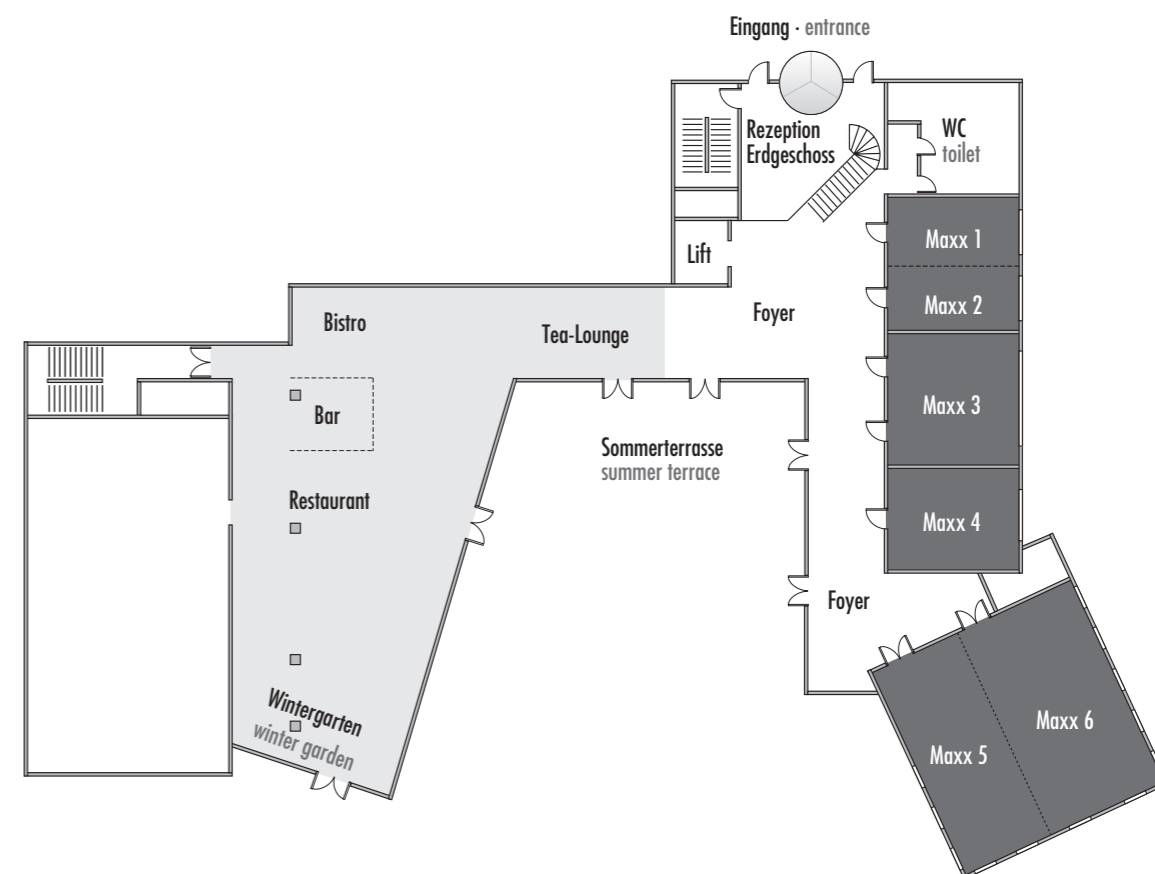 Eingang · entrance
Rezeption
Erdgeschoss
WC
toilet
Lift
Maxx 1
Foyer
Maxx 2
Bistro
Tea-Lounge
Bar
Maxx 3
Sommerterrasse
summer terrace
Restaurant
Maxx 4
Foyer
Wintergarten
winter garden
Maxx 5
Maxx 6